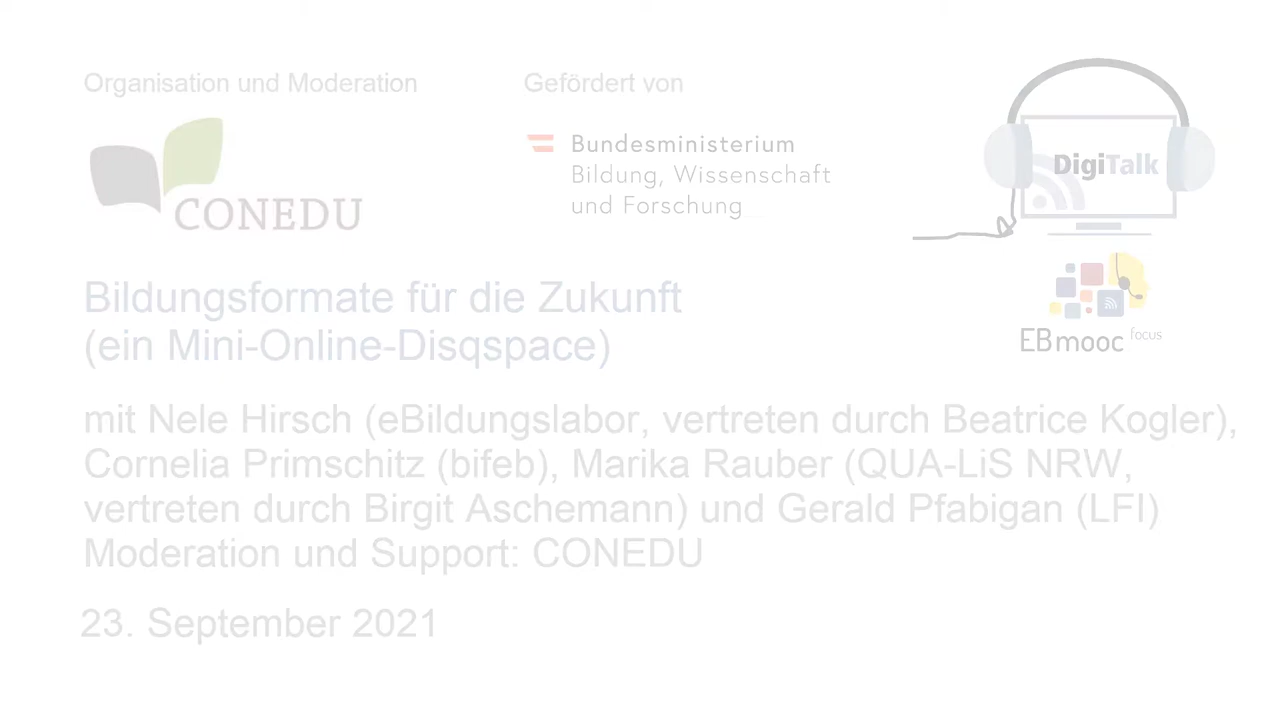 Organisation und Moderation
Gefördert von
CONEDU
Bundesministerium
Bildung, Wissenschaft
und Forschung
DigiTalk
EBmooc focus
Bildungsformate für die Zukunft
(ein Mini-Online-Disqspace)
mit Nele Hirsch (eBildungslabor, vertreten durch Beatrice Kogler),
Cornelia Primschitz (bifeb), Marika Rauber (QUA-LiS NRW,
vertreten durch Birgit Aschemann) und Gerald Pfabigan (LFI)
Moderation und Support: CONEDU
23. September 2021